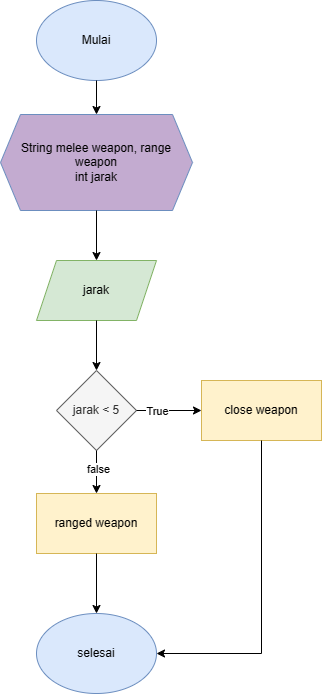 Mulai
String melee weapon, range
weapon
int jarak
jarak
jarak < 5
True
close weapon
false
ranged weapon
selesai